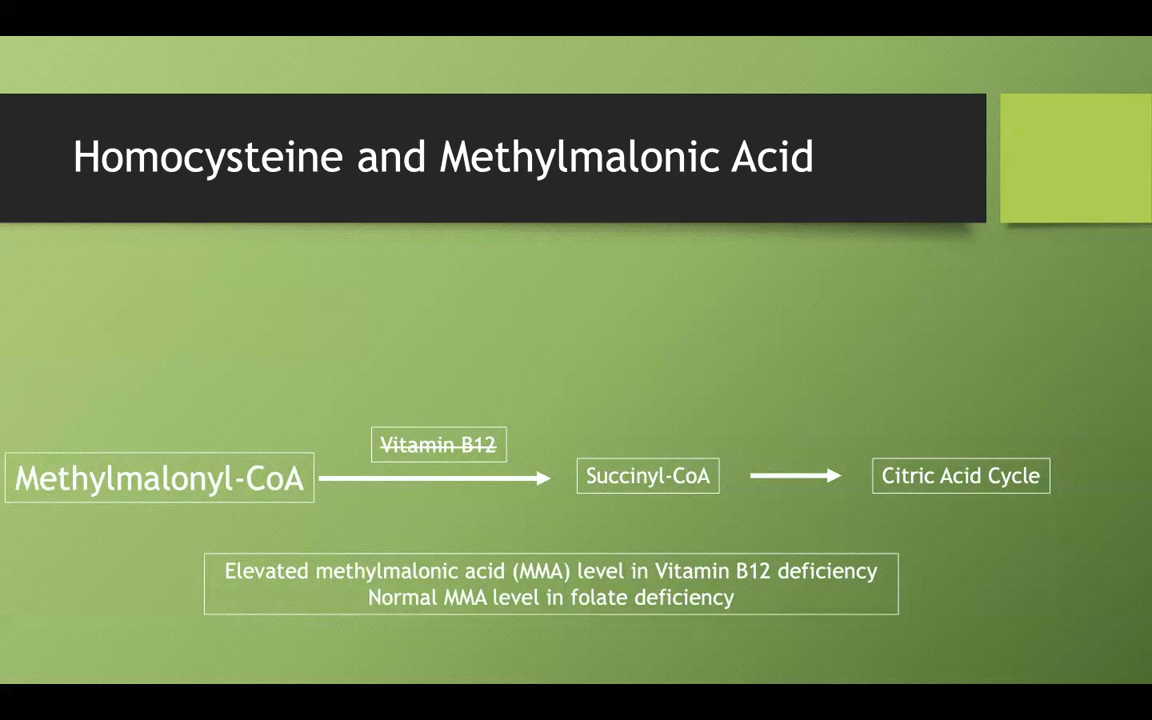 Homocysteine and Methylmalonic Acid
Vitamin B12
Methylmalonyl-CoA
Succinyl-CoA
Citric Acid Cycle
Elevated methylmalonic acid (MMA) level in Vitamin B12 deficiency
Normal MMA level in folate deficiency